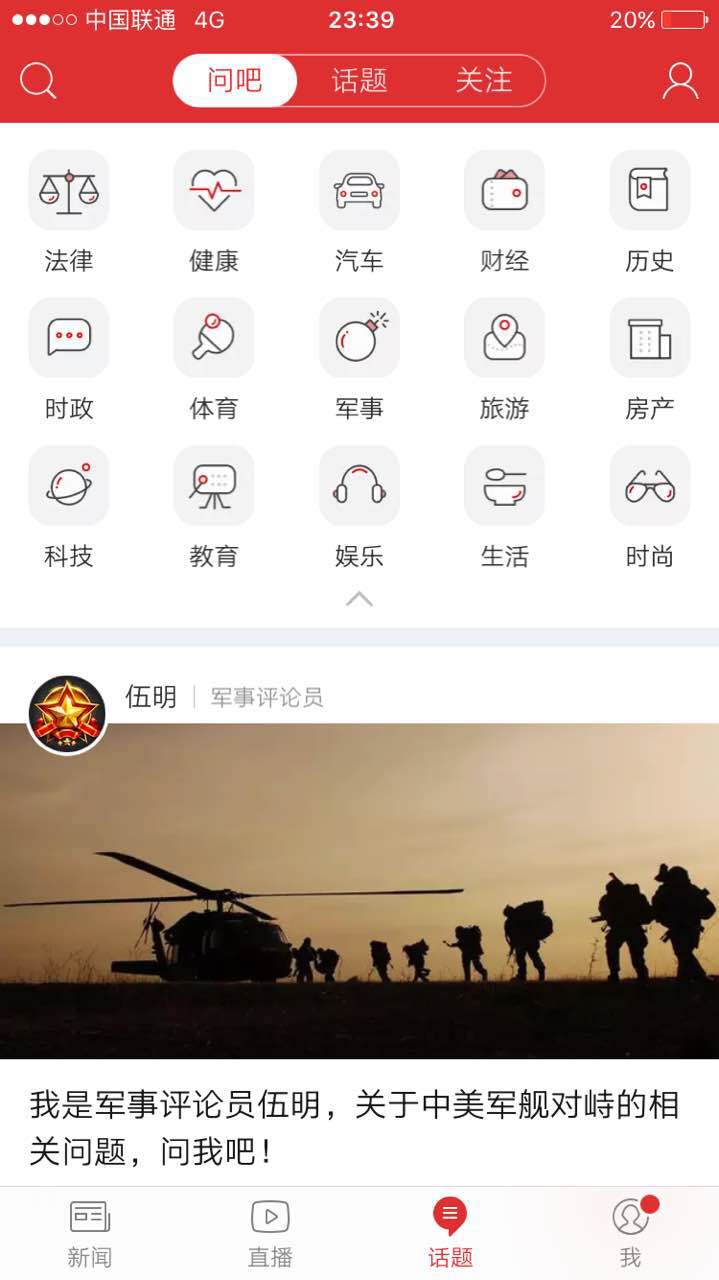 中国联通 4G 23:39 20%
问吧 话题 关注
法律 健康 汽车 财经 历史
时政 体育 军事 旅游 房产
科技 教育 娱乐 生活 时尚
伍明 军事评论员
我是军事评论员伍明，关于中美军舰对峙的相
关问题，问我吧！
新闻 直播 话题 我